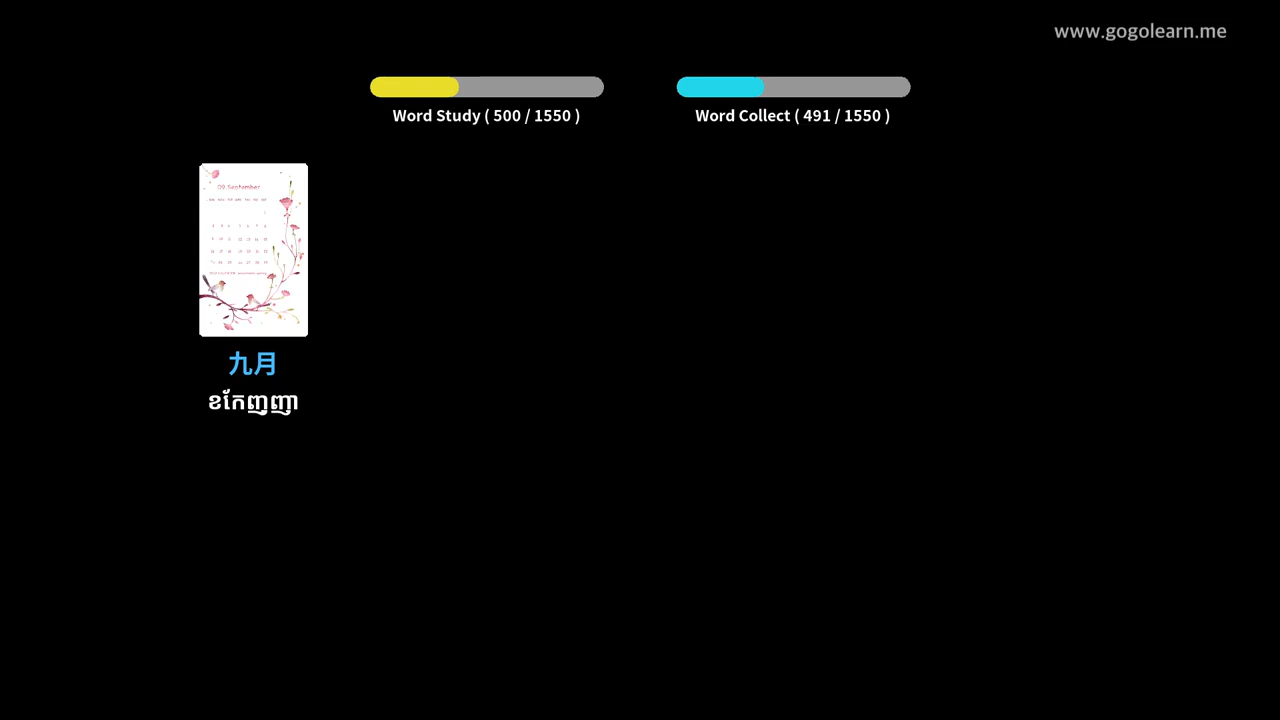 www.gogolearn.me
Word Study ( 500 / 1550 )
Word Collect ( 491 / 1550 )
09.September
九月
ខកែញញា